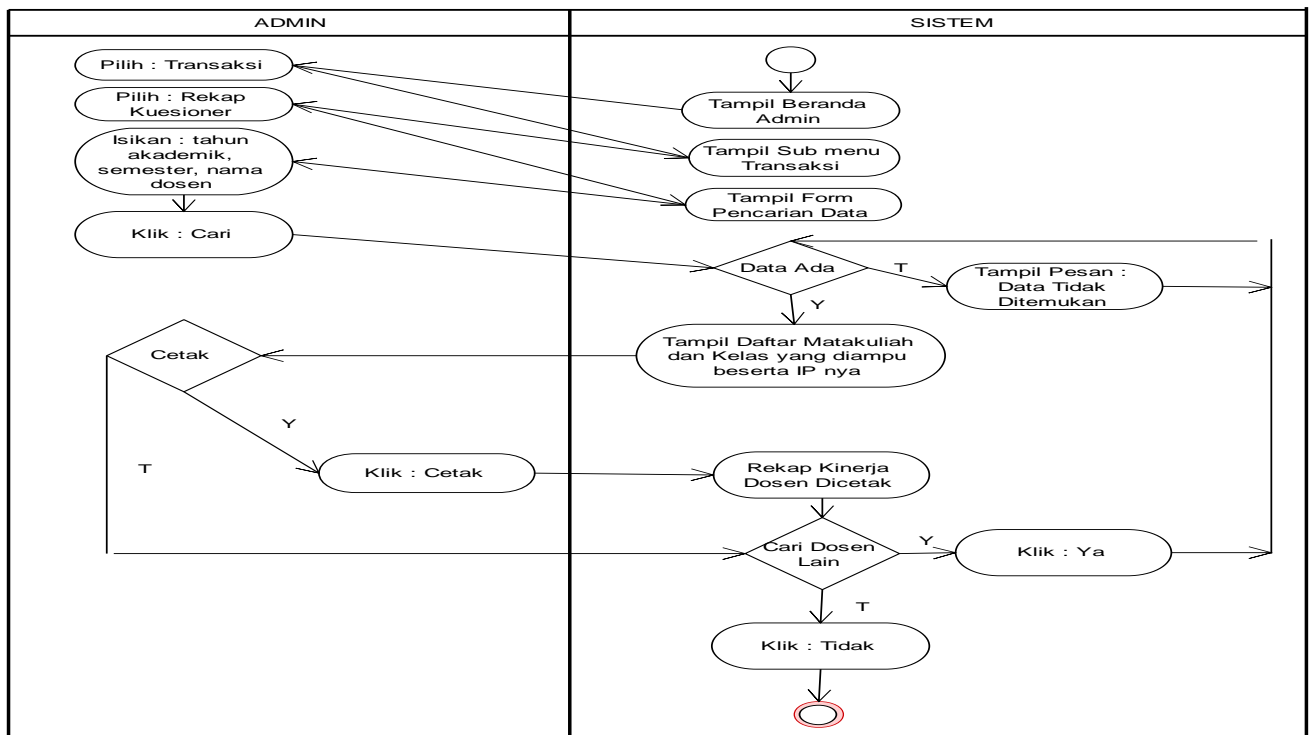 ADMIN
SISTEM
Pilih : Transaksi
Pilih : Rekap
Kuesioner
Isikan : tahun
akademik,
semester, nama
dosen
Klik : Cari
Tampil Beranda
Admin
Tampil Sub menu
Transaksi
Tampil Form
Pencarian Data
Data Ada
T
Tampil Pesan :
Data Tidak
Ditemukan
Y
Tampil Daftar Matakuliah
dan Kelas yang diampu
beserta IP nya
Cetak
Y
T
Klik : Cetak
Rekap Kinerja
Dosen Dicetak
Cari Dosen
Lain
Y
Klik : Ya
T
Klik : Tidak